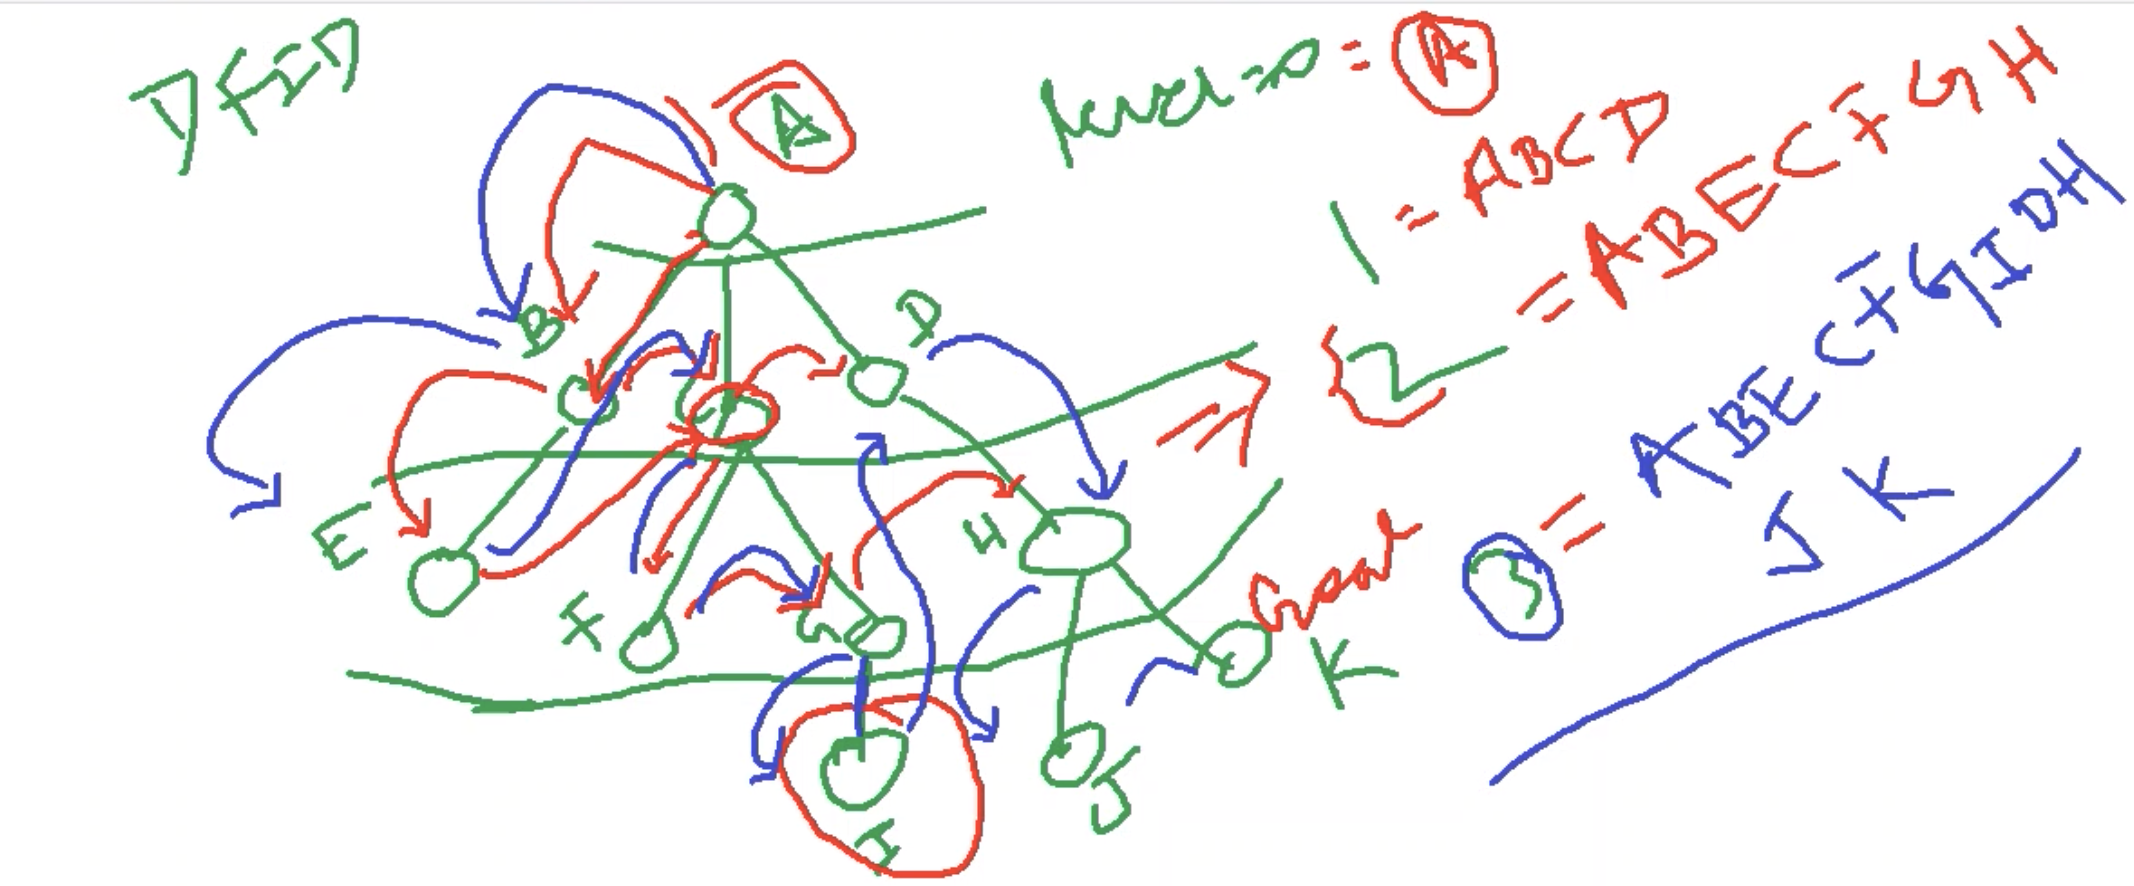 DFID
A
Level=0 = A
1 = ABCD
2 = ABECFGH
3 = ABECFGIDH
JK
B
C
D
E
F
G
H
Goal
K
I
J